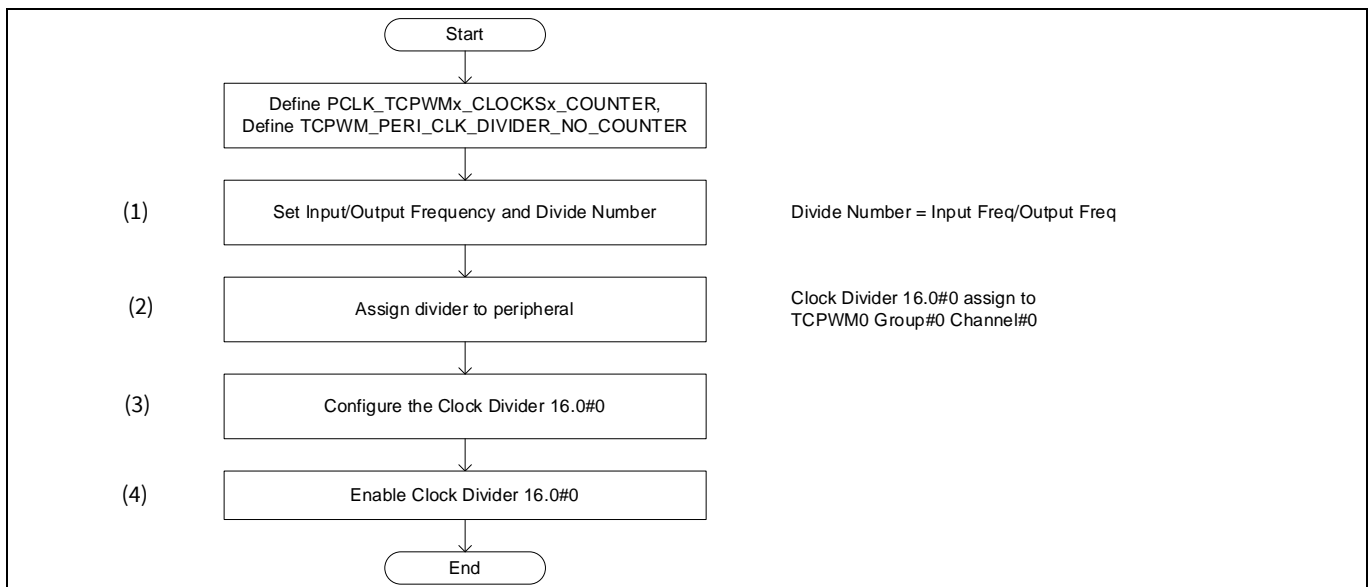 Start
Define PCLK_TCPWMx_CLOCKSx_COUNTER,
Define TCPWM_PERI_CLK_DIVIDER_NO_COUNTER
(1)
Set Input/Output Frequency and Divide Number
Divide Number = Input Freq/Output Freq
(2)
Assign divider to peripheral
Clock Divider 16.0#0 assign to
TCPWM0 Group#0 Channel#0
(3)
Configure the Clock Divider 16.0#0
(4)
Enable Clock Divider 16.0#0
End